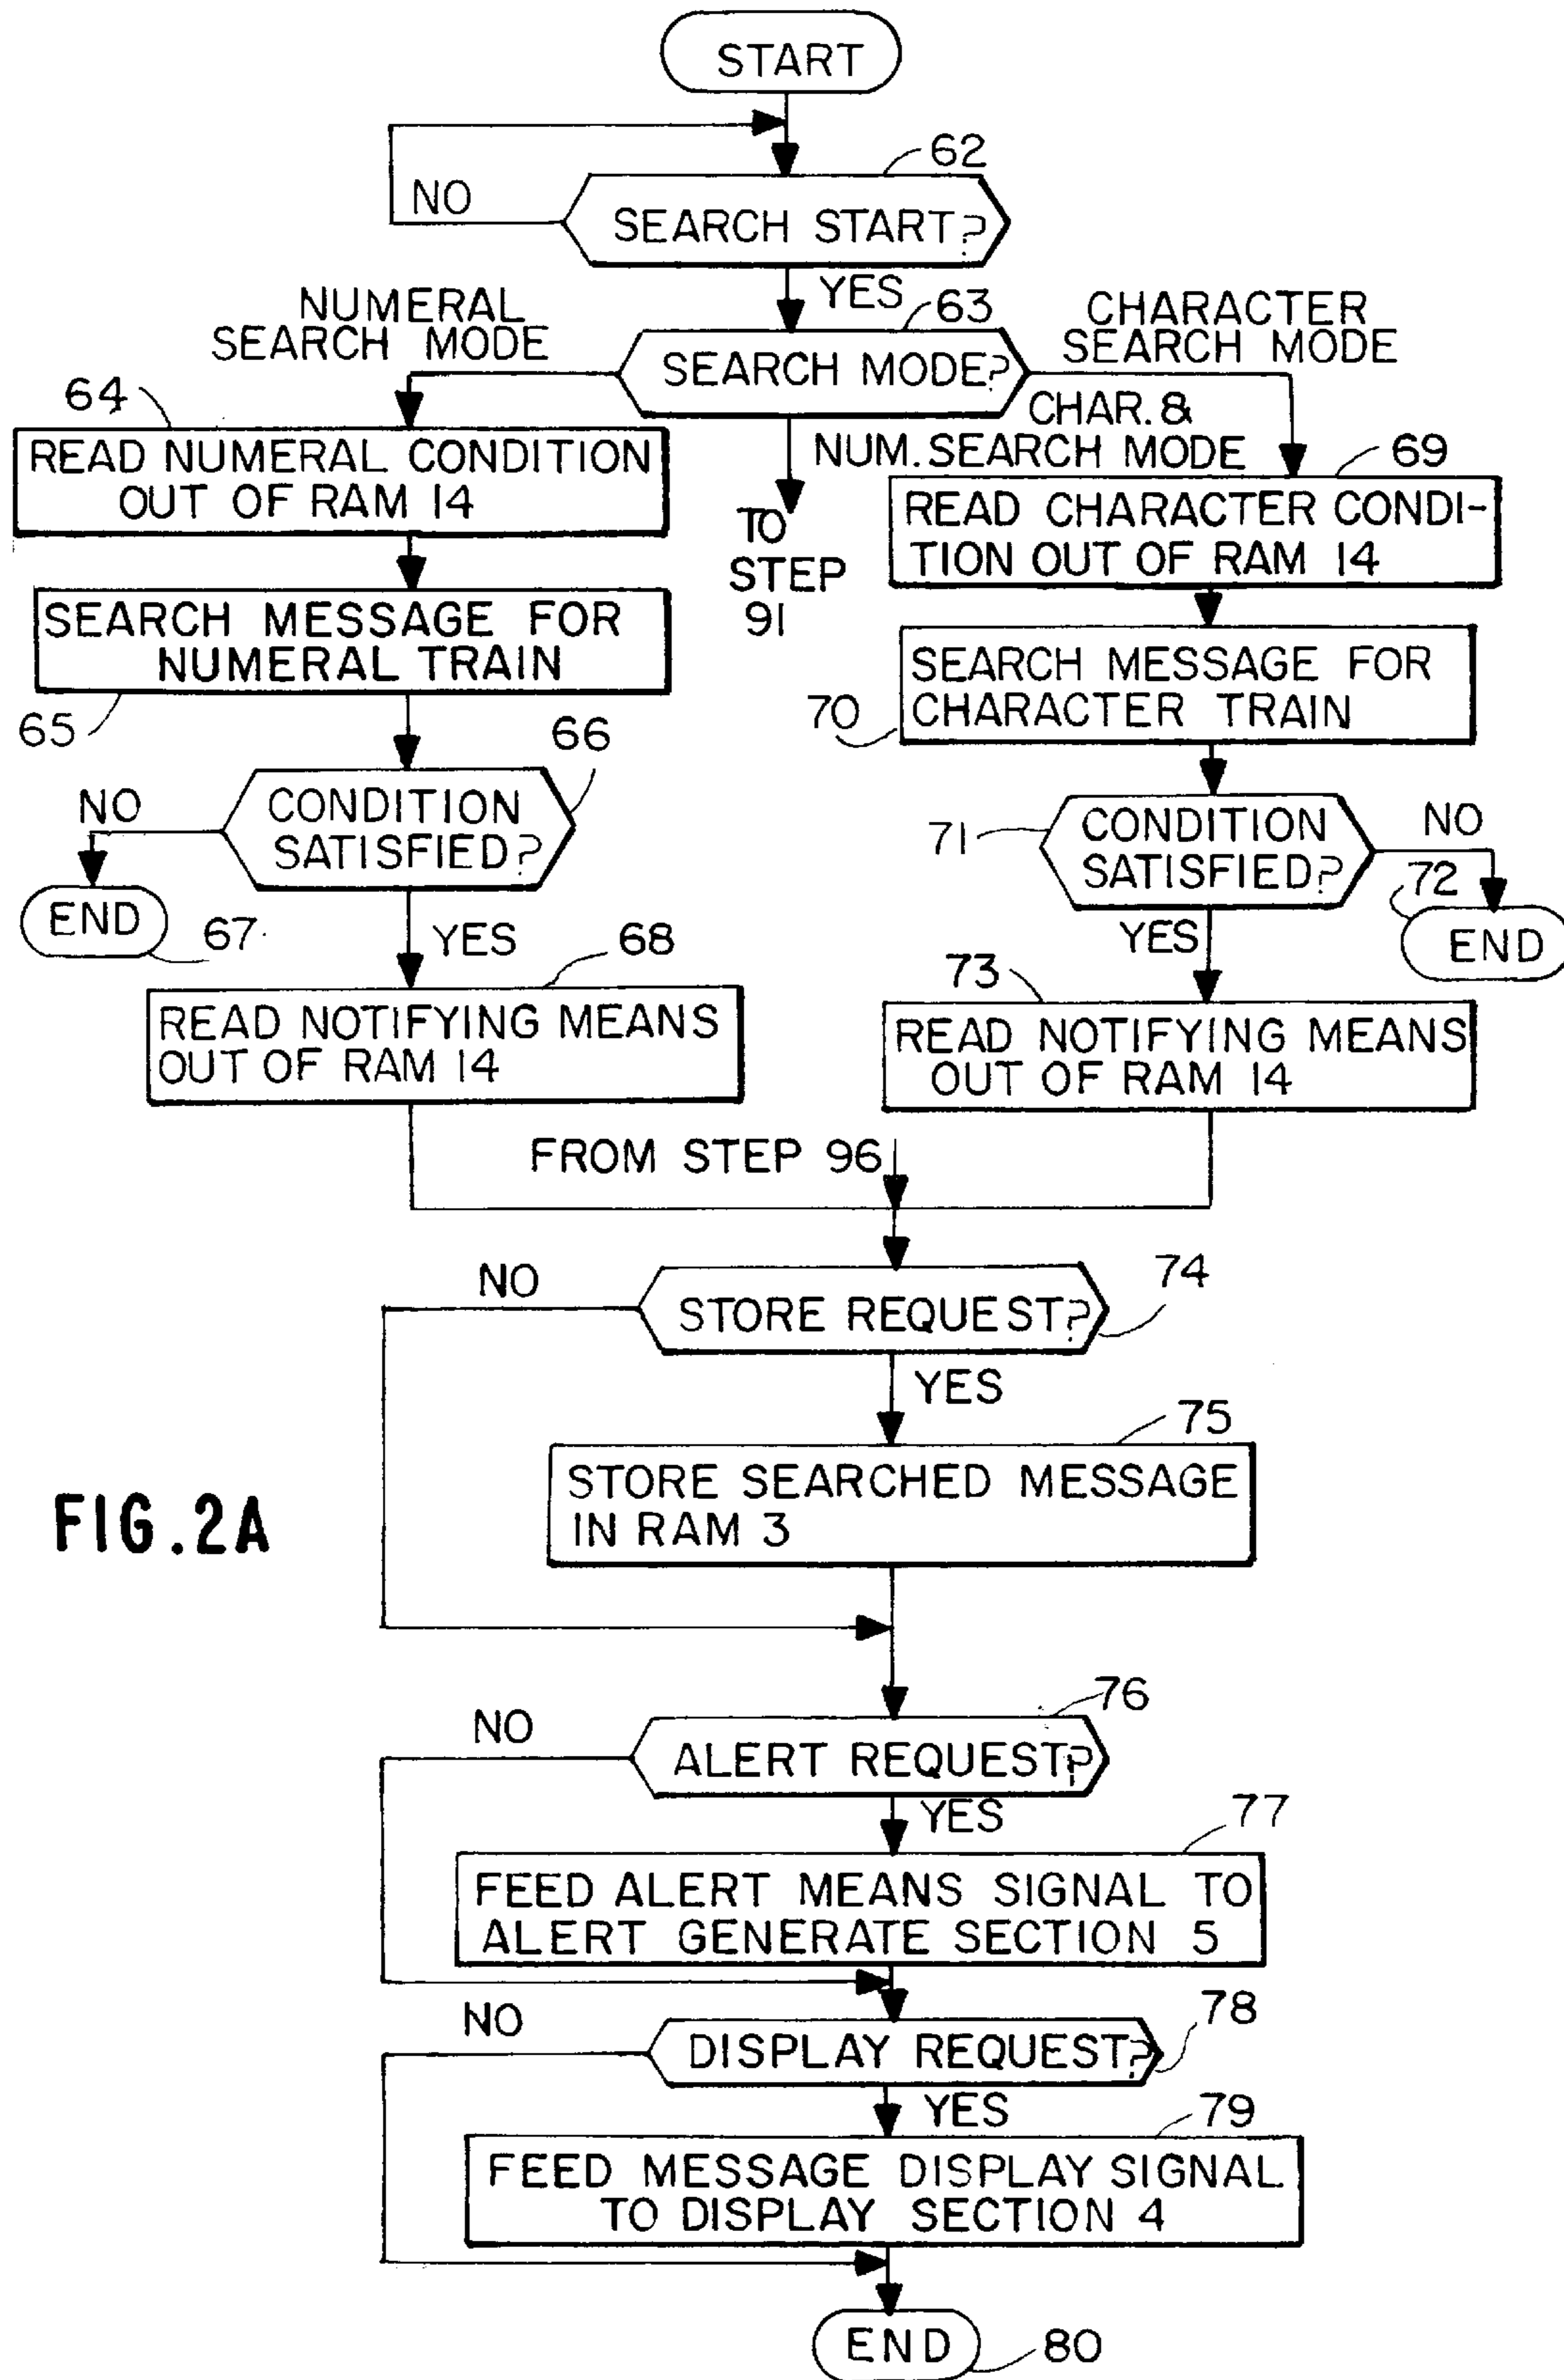 START
62
NO
SEARCH START?
YES
63
NUMERAL
SEARCH MODE
CHARACTER
SEARCH MODE
SEARCH MODE?
64
CHAR. &
NUM. SEARCH MODE
69
READ NUMERAL CONDITION
OUT OF RAM 14
TO
STEP
91
READ CHARACTER CONDI-
TION OUT OF RAM 14
SEARCH MESSAGE FOR
NUMERAL TRAIN
65
SEARCH MESSAGE FOR
CHARACTER TRAIN
70
66
NO
CONDITION
SATISFIED?
71
CONDITION
SATISFIED?
NO
END
67
YES
68
72
END
YES
73
READ NOTIFYING MEANS
OUT OF RAM 14
READ NOTIFYING MEANS
OUT OF RAM 14
FROM STEP 96
NO
74
STORE REQUEST?
YES
75
STORE SEARCHED MESSAGE
IN RAM 3
FIG.2A
76
NO
ALERT REQUEST?
YES
77
FEED ALERT MEANS SIGNAL TO
ALERT GENERATE SECTION 5
NO
78
DISPLAY REQUEST?
YES
79
FEED MESSAGE DISPLAY SIGNAL
TO DISPLAY SECTION 4
END
80